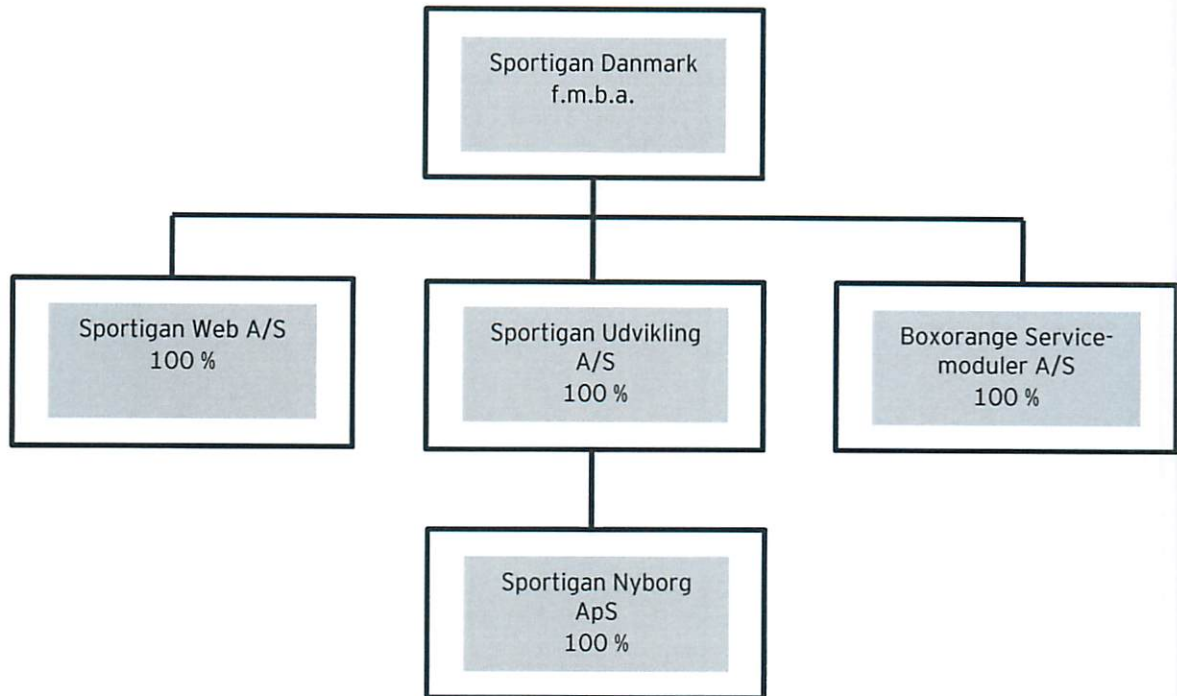 Sportigan Danmark
f.m.b.a.
Sportigan Web A/S
100 %
Sportigan Udvikling
A/S
100 %
Boxorange Service-
moduler A/S
100 %
Sportigan Nyborg
ApS
100 %